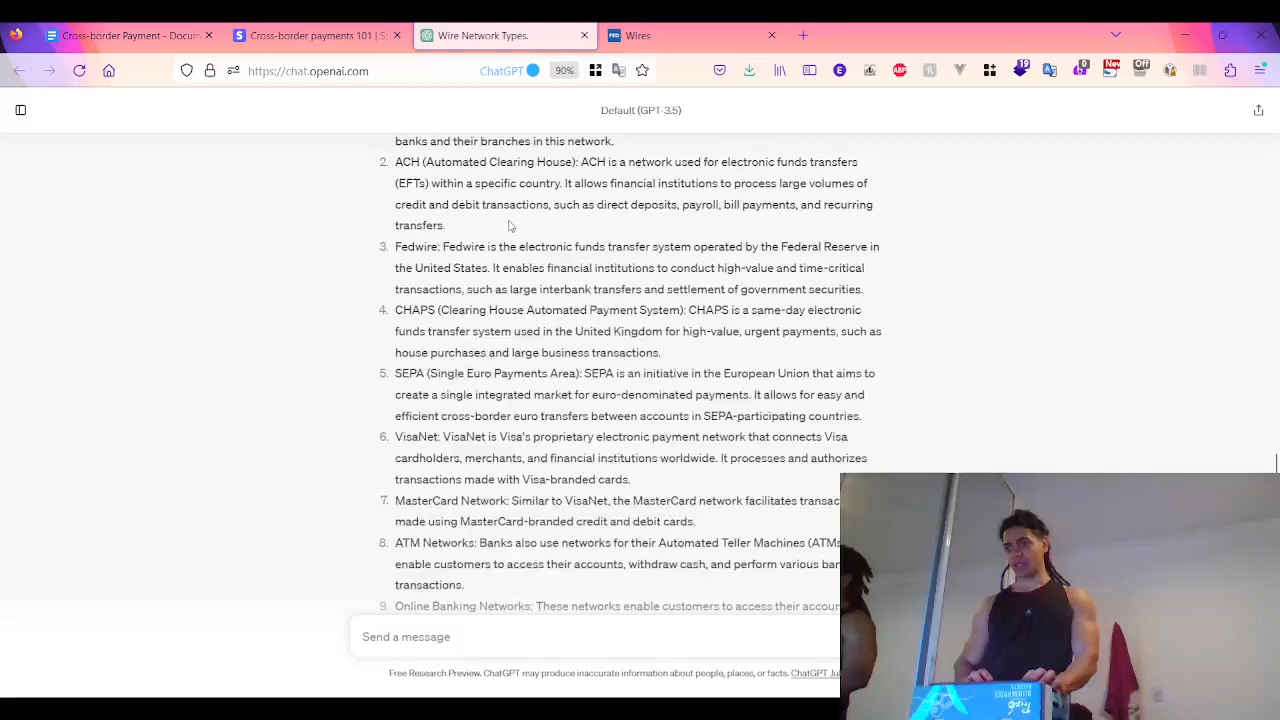 Cross-border Payment - Docum
Cross-border payments 101 | S
Wire Network Types.
FED
Wires
https://chat.openai.com
ChatGPT
90%
E
ABP
19
0
New
Off
Default (GPT-3.5)
banks and their branches in this network.
2. ACH (Automated Clearing House): ACH is a network used for electronic funds transfers
(EFTs) within a specific country. It allows financial institutions to process large volumes of
credit and debit transactions, such as direct deposits, payroll, bill payments, and recurring
transfers.
3. Fedwire: Fedwire is the electronic funds transfer system operated by the Federal Reserve in
the United States. It enables financial institutions to conduct high-value and time-critical
transactions, such as large interbank transfers and settlement of government securities.
4. CHAPS (Clearing House Automated Payment System): CHAPS is a same-day electronic
funds transfer system used in the United Kingdom for high-value, urgent payments, such as
house purchases and large business transactions.
5. SEPA (Single Euro Payments Area): SEPA is an initiative in the European Union that aims to
create a single integrated market for euro-denominated payments. It allows for easy and
efficient cross-border euro transfers between accounts in SEPA-participating countries.
6. VisaNet: VisaNet is Visa's proprietary electronic payment network that connects Visa
cardholders, merchants, and financial institutions worldwide. It processes and authorizes
transactions made with Visa-branded cards.
7. MasterCard Network: Similar to VisaNet, the MasterCard network facilitates transac
made using MasterCard-branded credit and debit cards.
8. ATM Networks: Banks also use networks for their Automated Teller Machines (ATMs
enable customers to access their accounts, withdraw cash, and perform various ban
transactions.
9. Online Banking Networks: These networks enable customers to access their accour
Send a message
Free Research Preview. ChatGPT may produce inaccurate information about people, places, or facts. ChatGPT Jul